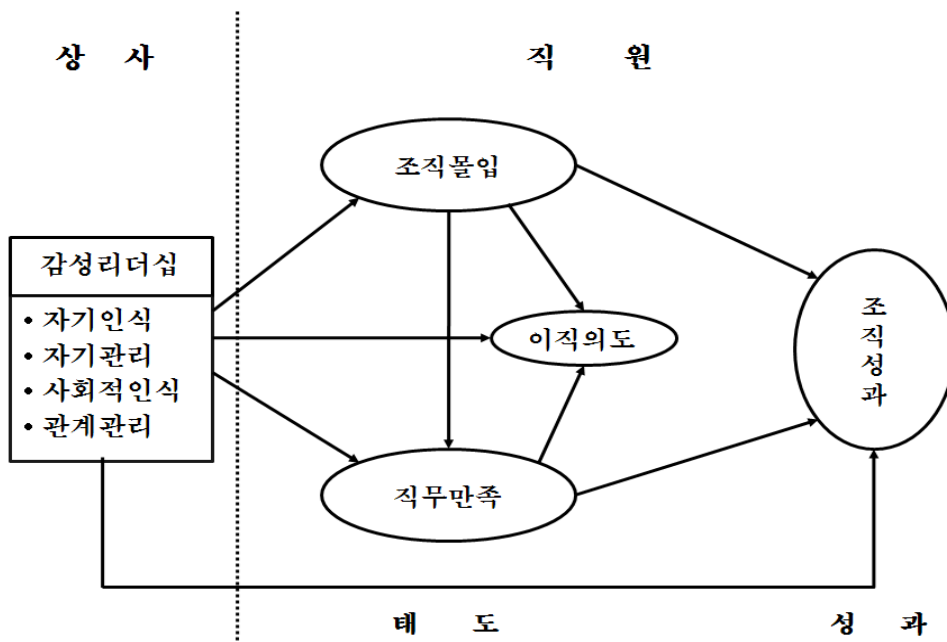 상 사
직 원
조직몰입
감성리더십
• 자기인식
• 자기관리
• 사회적인식
• 관계관리
이직의도
조
직
성
과
직무만족
태 도
성 과